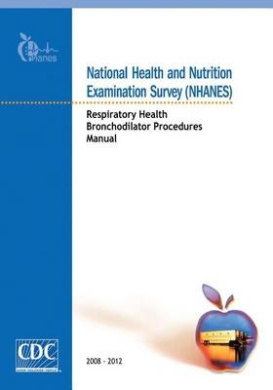 nhanes
National Health and Nutrition
Examination Survey (NHANES)
Respiratory Health
Bronchodilator Procedures
Manual
CDC
2008 - 2012